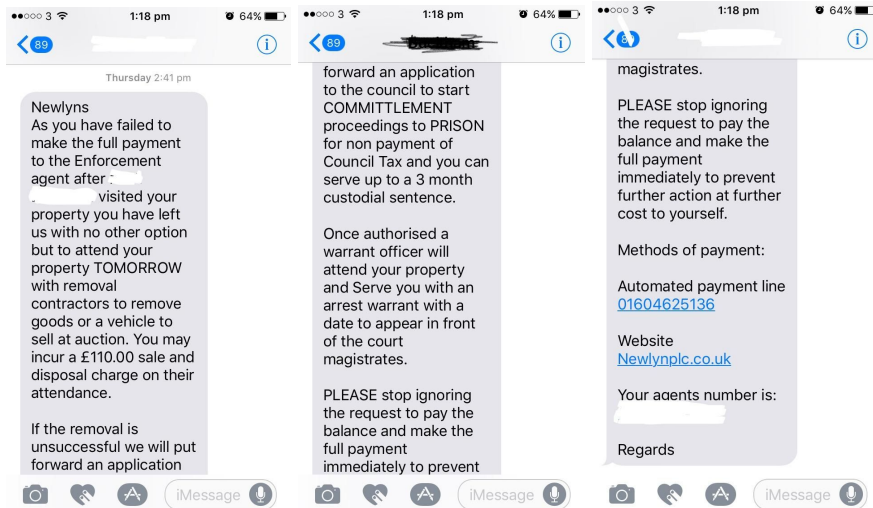 ●●○○○ 3 1:18 pm 64%
89
Thursday 2:41 pm
Newlyns
As you have failed to
make the full payment
to the Enforcement
agent after
visited your
property you have left
us with no other option
but to attend your
property TOMORROW
with removal
contractors to remove
goods or a vehicle to
sell at auction. You may
incur a £110.00 sale and
disposal charge on their
attendance.
If the removal is
unsuccessful we will put
forward an application
iMessage
●●○○○ 3 1:18 pm 64%
89
forward an application
to the council to start
COMMITTLEMENT
proceedings to PRISON
for non payment of
Council Tax and you can
serve up to a 3 month
custodial sentence.
Once authorised a
warrant officer will
attend your property
and Serve you with an
arrest warrant with a
date to appear in front
of the court
magistrates.
PLEASE stop ignoring
the request to pay the
balance and make the
full payment
immediately to prevent
iMessage
●●○○○ 3 1:18 pm 64%
89
magistrates.
PLEASE stop ignoring
the request to pay the
balance and make the
full payment
immediately to prevent
further action at further
cost to yourself.
Methods of payment:
Automated payment line
01604625136
Website
Newlynplc.co.uk
Your agents number is:
Regards
iMessage